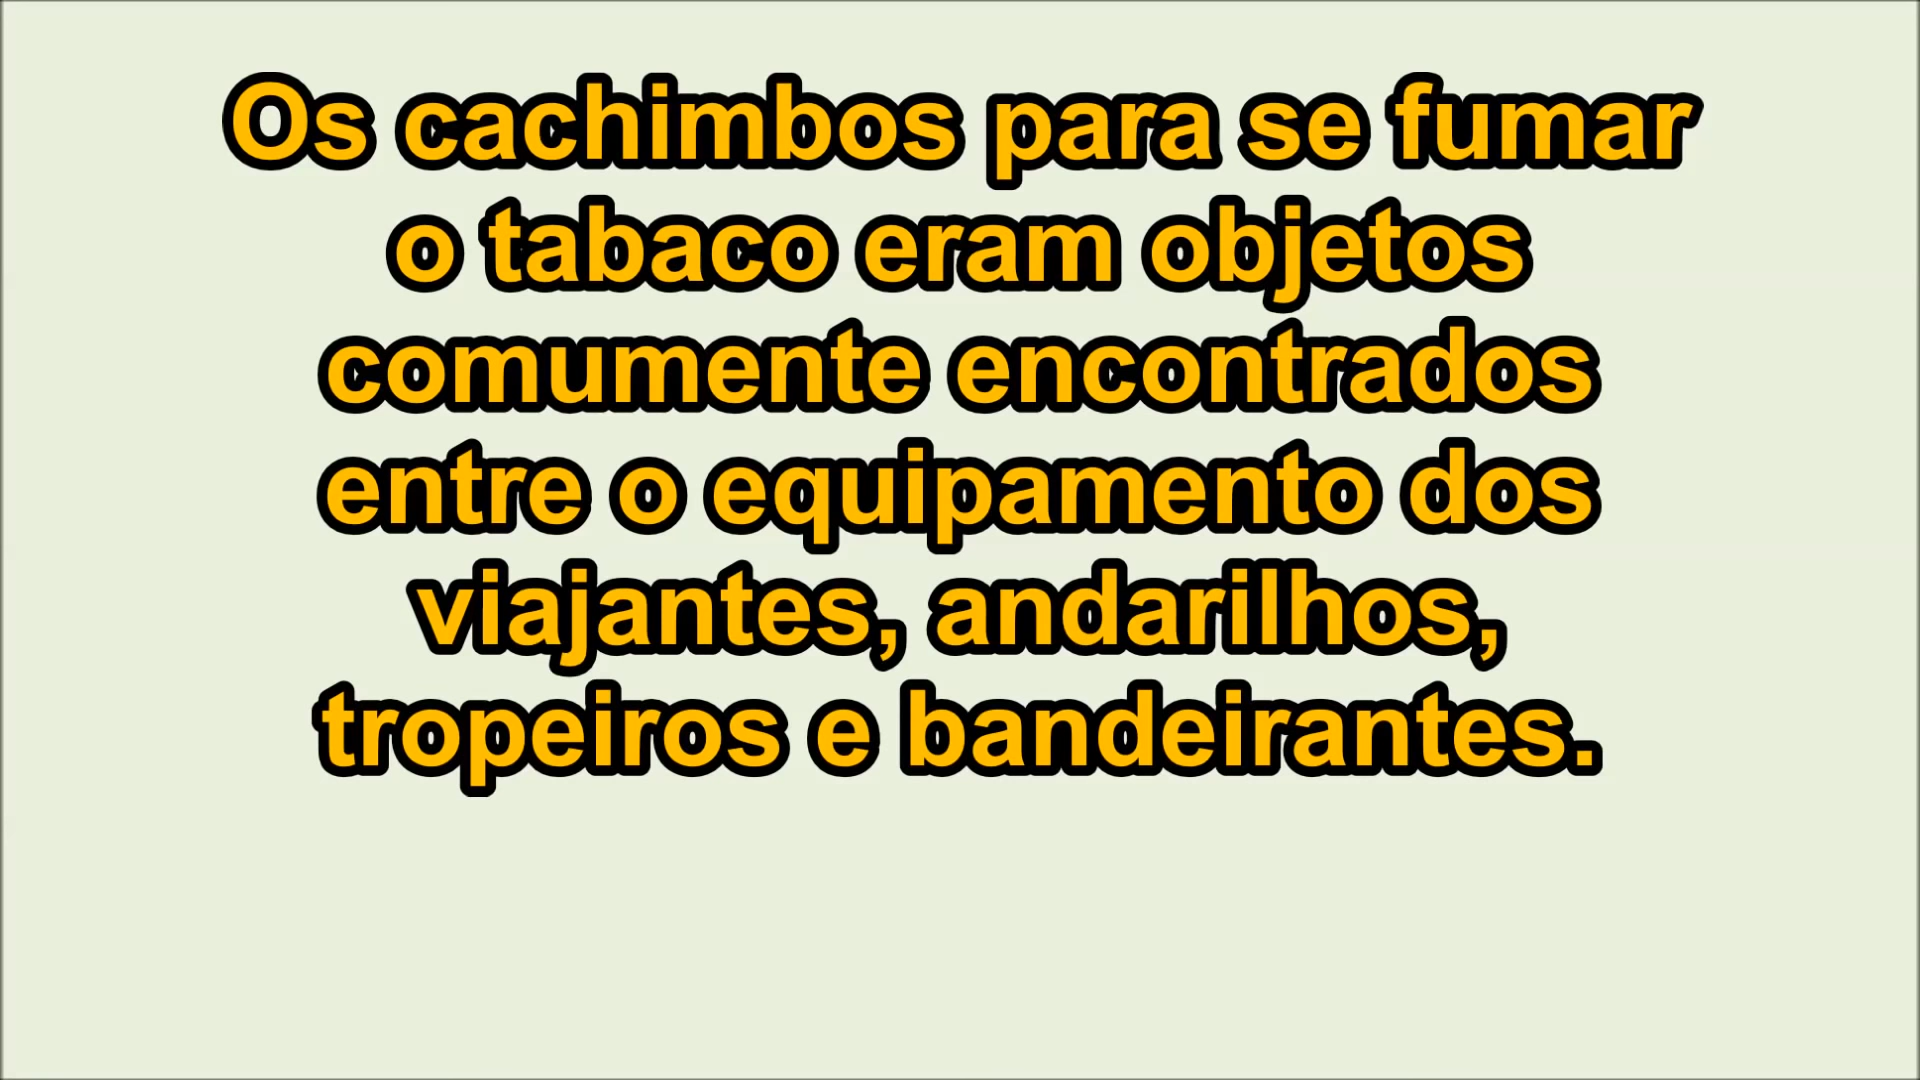 Os cachimbos para se fumar
o tabaco eram objetos
comumente encontrados
entre o equipamento dos
viajantes, andarilhos,
tropeiros e bandeirantes.